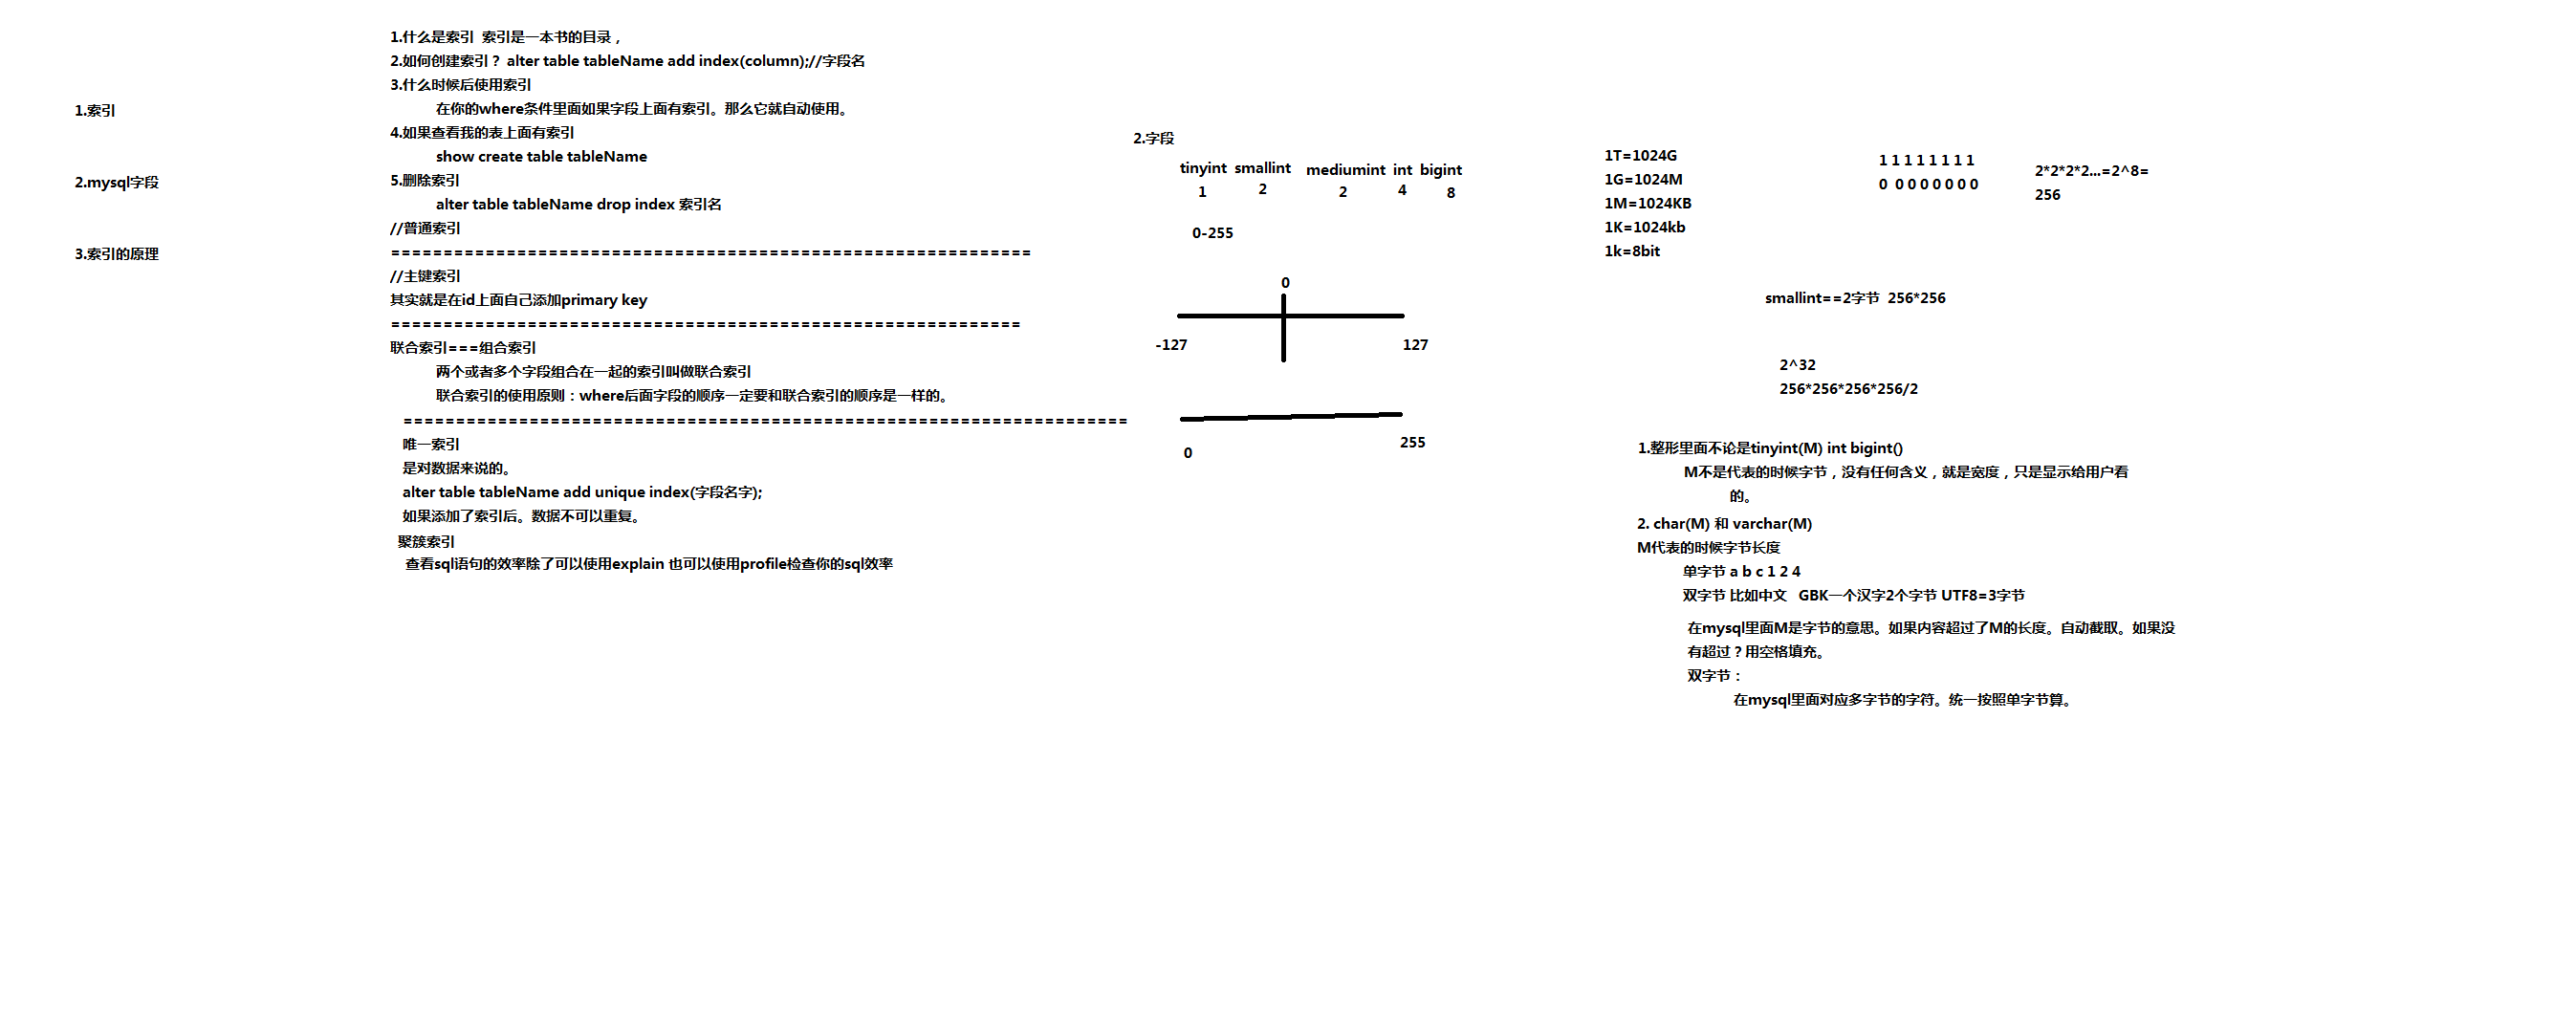 1.索引
2.mysql字段
3.索引的原理
1.什么是索引  索引是一本书的目录，
2.如何创建索引？ alter table tableName add index(column);//字段名
3.什么时候后使用索引
在你的where条件里面如果字段上面有索引。那么它就自动使用。
4.如果查看我的表上面有索引
show create table tableName
5.删除索引
alter table tableName drop index 索引名
//普通索引
=============================================================
//主键索引
其实就是在id上面自己添加primary key
============================================================
联合索引===组合索引
两个或者多个字段组合在一起的索引叫做联合索引
联合索引的使用原则：where后面字段的顺序一定要和联合索引的顺序是一样的。
=====================================================================
唯一索引
是对数据来说的。
alter table tableName add unique index(字段名字);
如果添加了索引后。数据不可以重复。
聚簇索引
查看sql语句的效率除了可以使用explain 也可以使用profile检查你的sql效率
2.字段
tinyint smallint mediumint int bigint
1 2 2 4 8
0-255
0
-127 127
0 255
1T=1024G
1G=1024M
1M=1024KB
1K=1024kb
1k=8bit
1 1 1 1 1 1 1 1
0 0 0 0 0 0 0 0
2*2*2*2...=2^8=
256
smallint==2字节  256*256
2^32
256*256*256*256/2
1.整形里面不论是tinyint(M) int bigint()
M不是代表的时候字节，没有任何含义，就是宽度，只是显示给用户看
的。
2. char(M) 和 varchar(M)
M代表的时候字节长度
单字节 a b c 1 2 4
双字节 比如中文   GBK一个汉字2个字节 UTF8=3字节
在mysql里面M是字节的意思。如果内容超过了M的长度。自动截取。如果没
有超过？用空格填充。
双字节：
在mysql里面对应多字节的字符。统一按照单字节算。